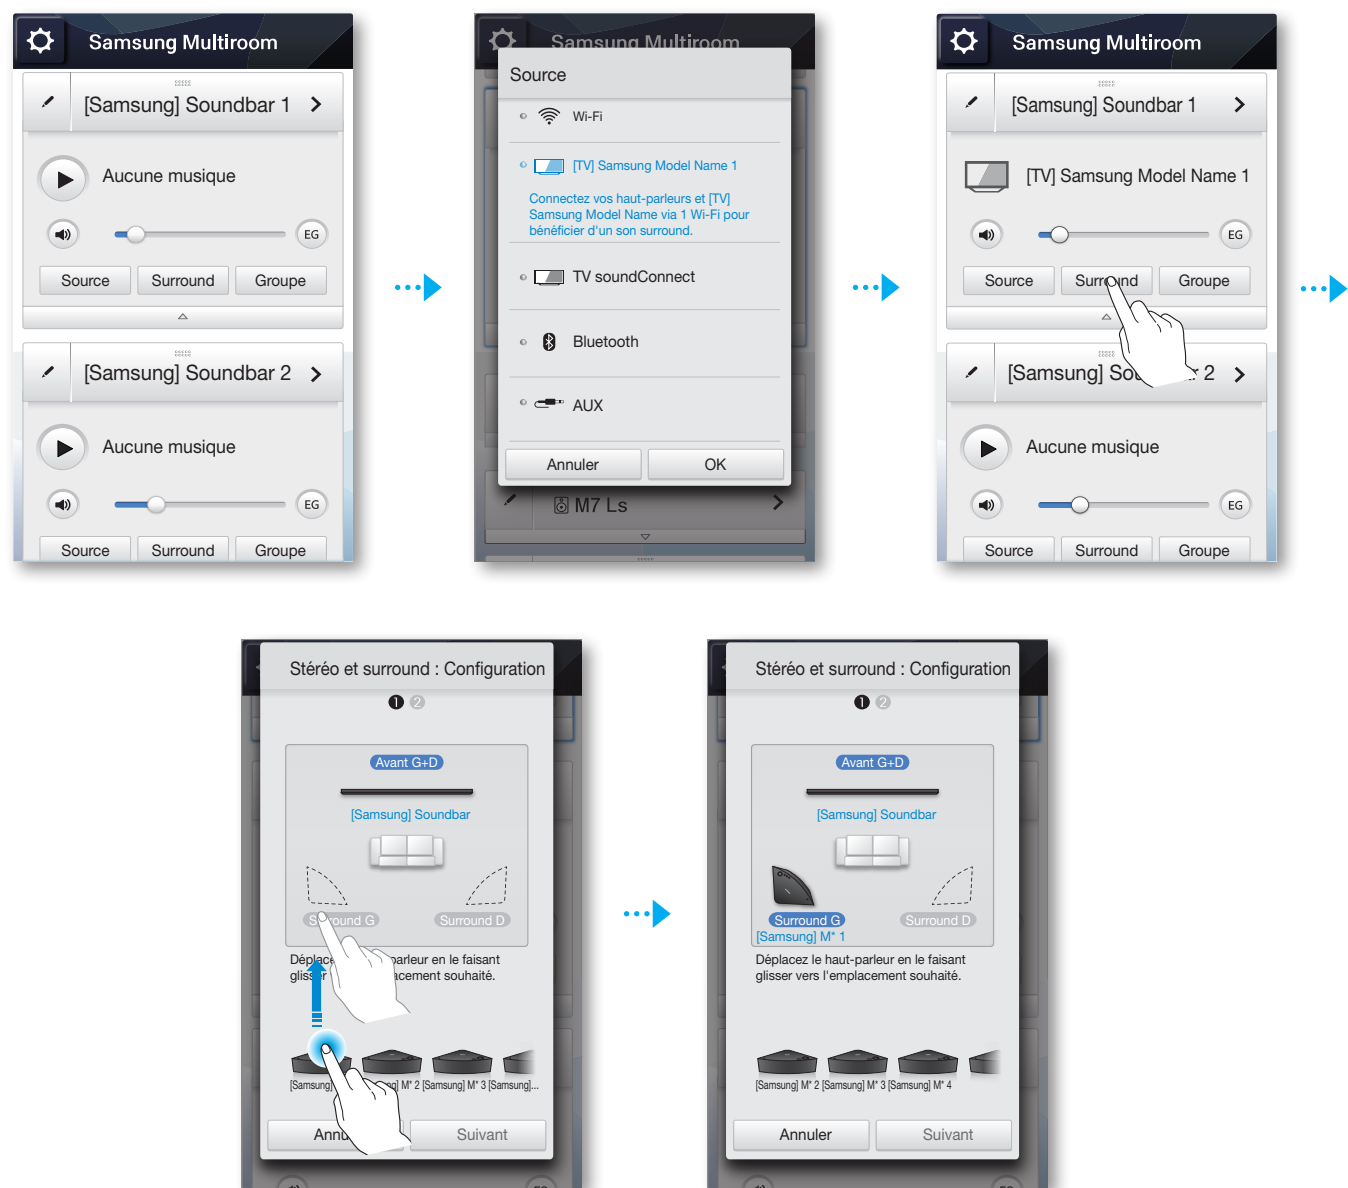 Samsung Multiroom
[Samsung] Soundbar 1
Aucune musique
EG
Source Surround Groupe
[Samsung] Soundbar 2
Aucune musique
EG
Source Surround Groupe
Samsung Multiroom
Source
Wi-Fi
[TV] Samsung Model Name 1
Connectez vos haut-parleurs et [TV]
Samsung Model Name via 1 Wi-Fi pour
bénéficier d'un son surround.
TV soundConnect
Bluetooth
AUX
Annuler OK
M7 Ls
Samsung Multiroom
[Samsung] Soundbar 1
[TV] Samsung Model Name 1
EG
Source Surround Groupe
[Samsung] 2
Aucune musique
EG
Source Surround Groupe
Stéréo et surround : Configuration
1 2
Avant G+D
[Samsung] Soundbar
Surround G Surround D
parleur en le faisant
souhaité.
[Samsung] M* 2 [Samsung] M* 3 [Samsung]...
Suivant
Stéréo et surround : Configuration
1 2
Avant G+D
[Samsung] Soundbar
Surround G Surround D
[Samsung] M* 1
Déplacez le haut-parleur en le faisant
glisser vers l'emplacement souhaité.
[Samsung] M* 2 [Samsung] M* 3 [Samsung] M* 4
Annuler Suivant